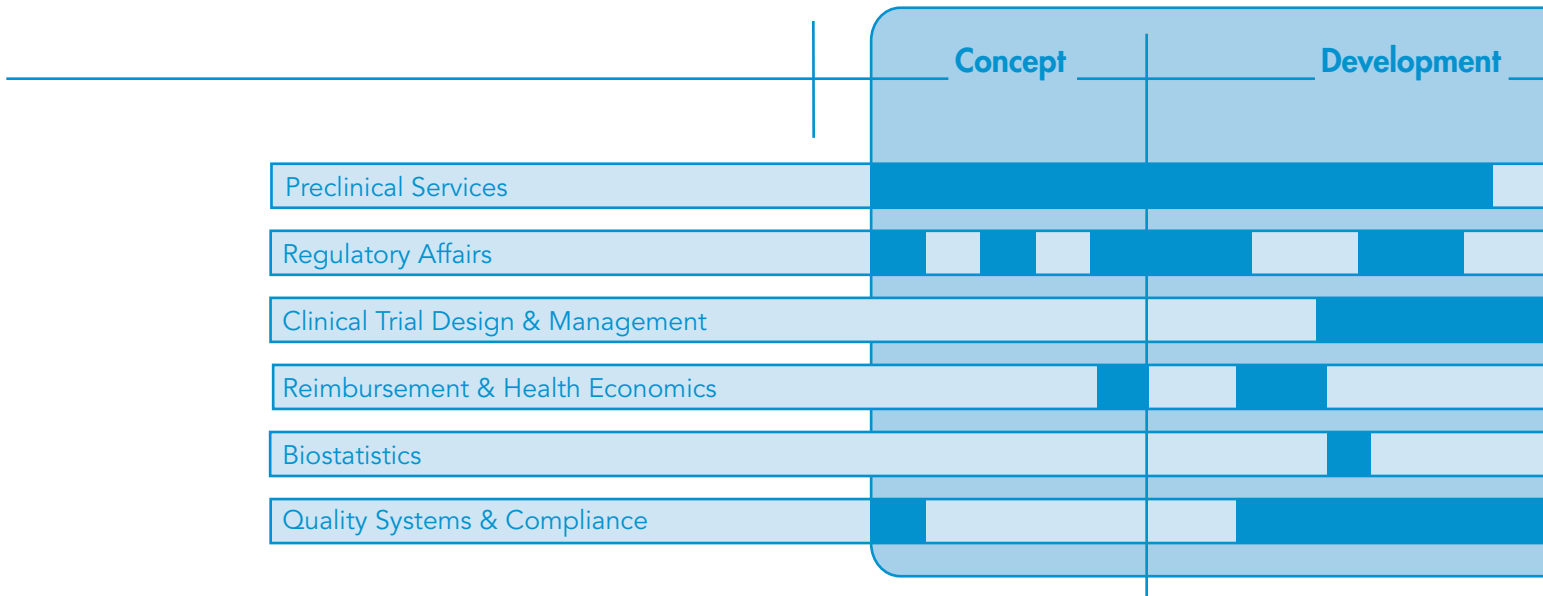 Concept
Development
Preclinical Services
Regulatory Affairs
Clinical Trial Design & Management
Reimbursement & Health Economics
Biostatistics
Quality Systems & Compliance